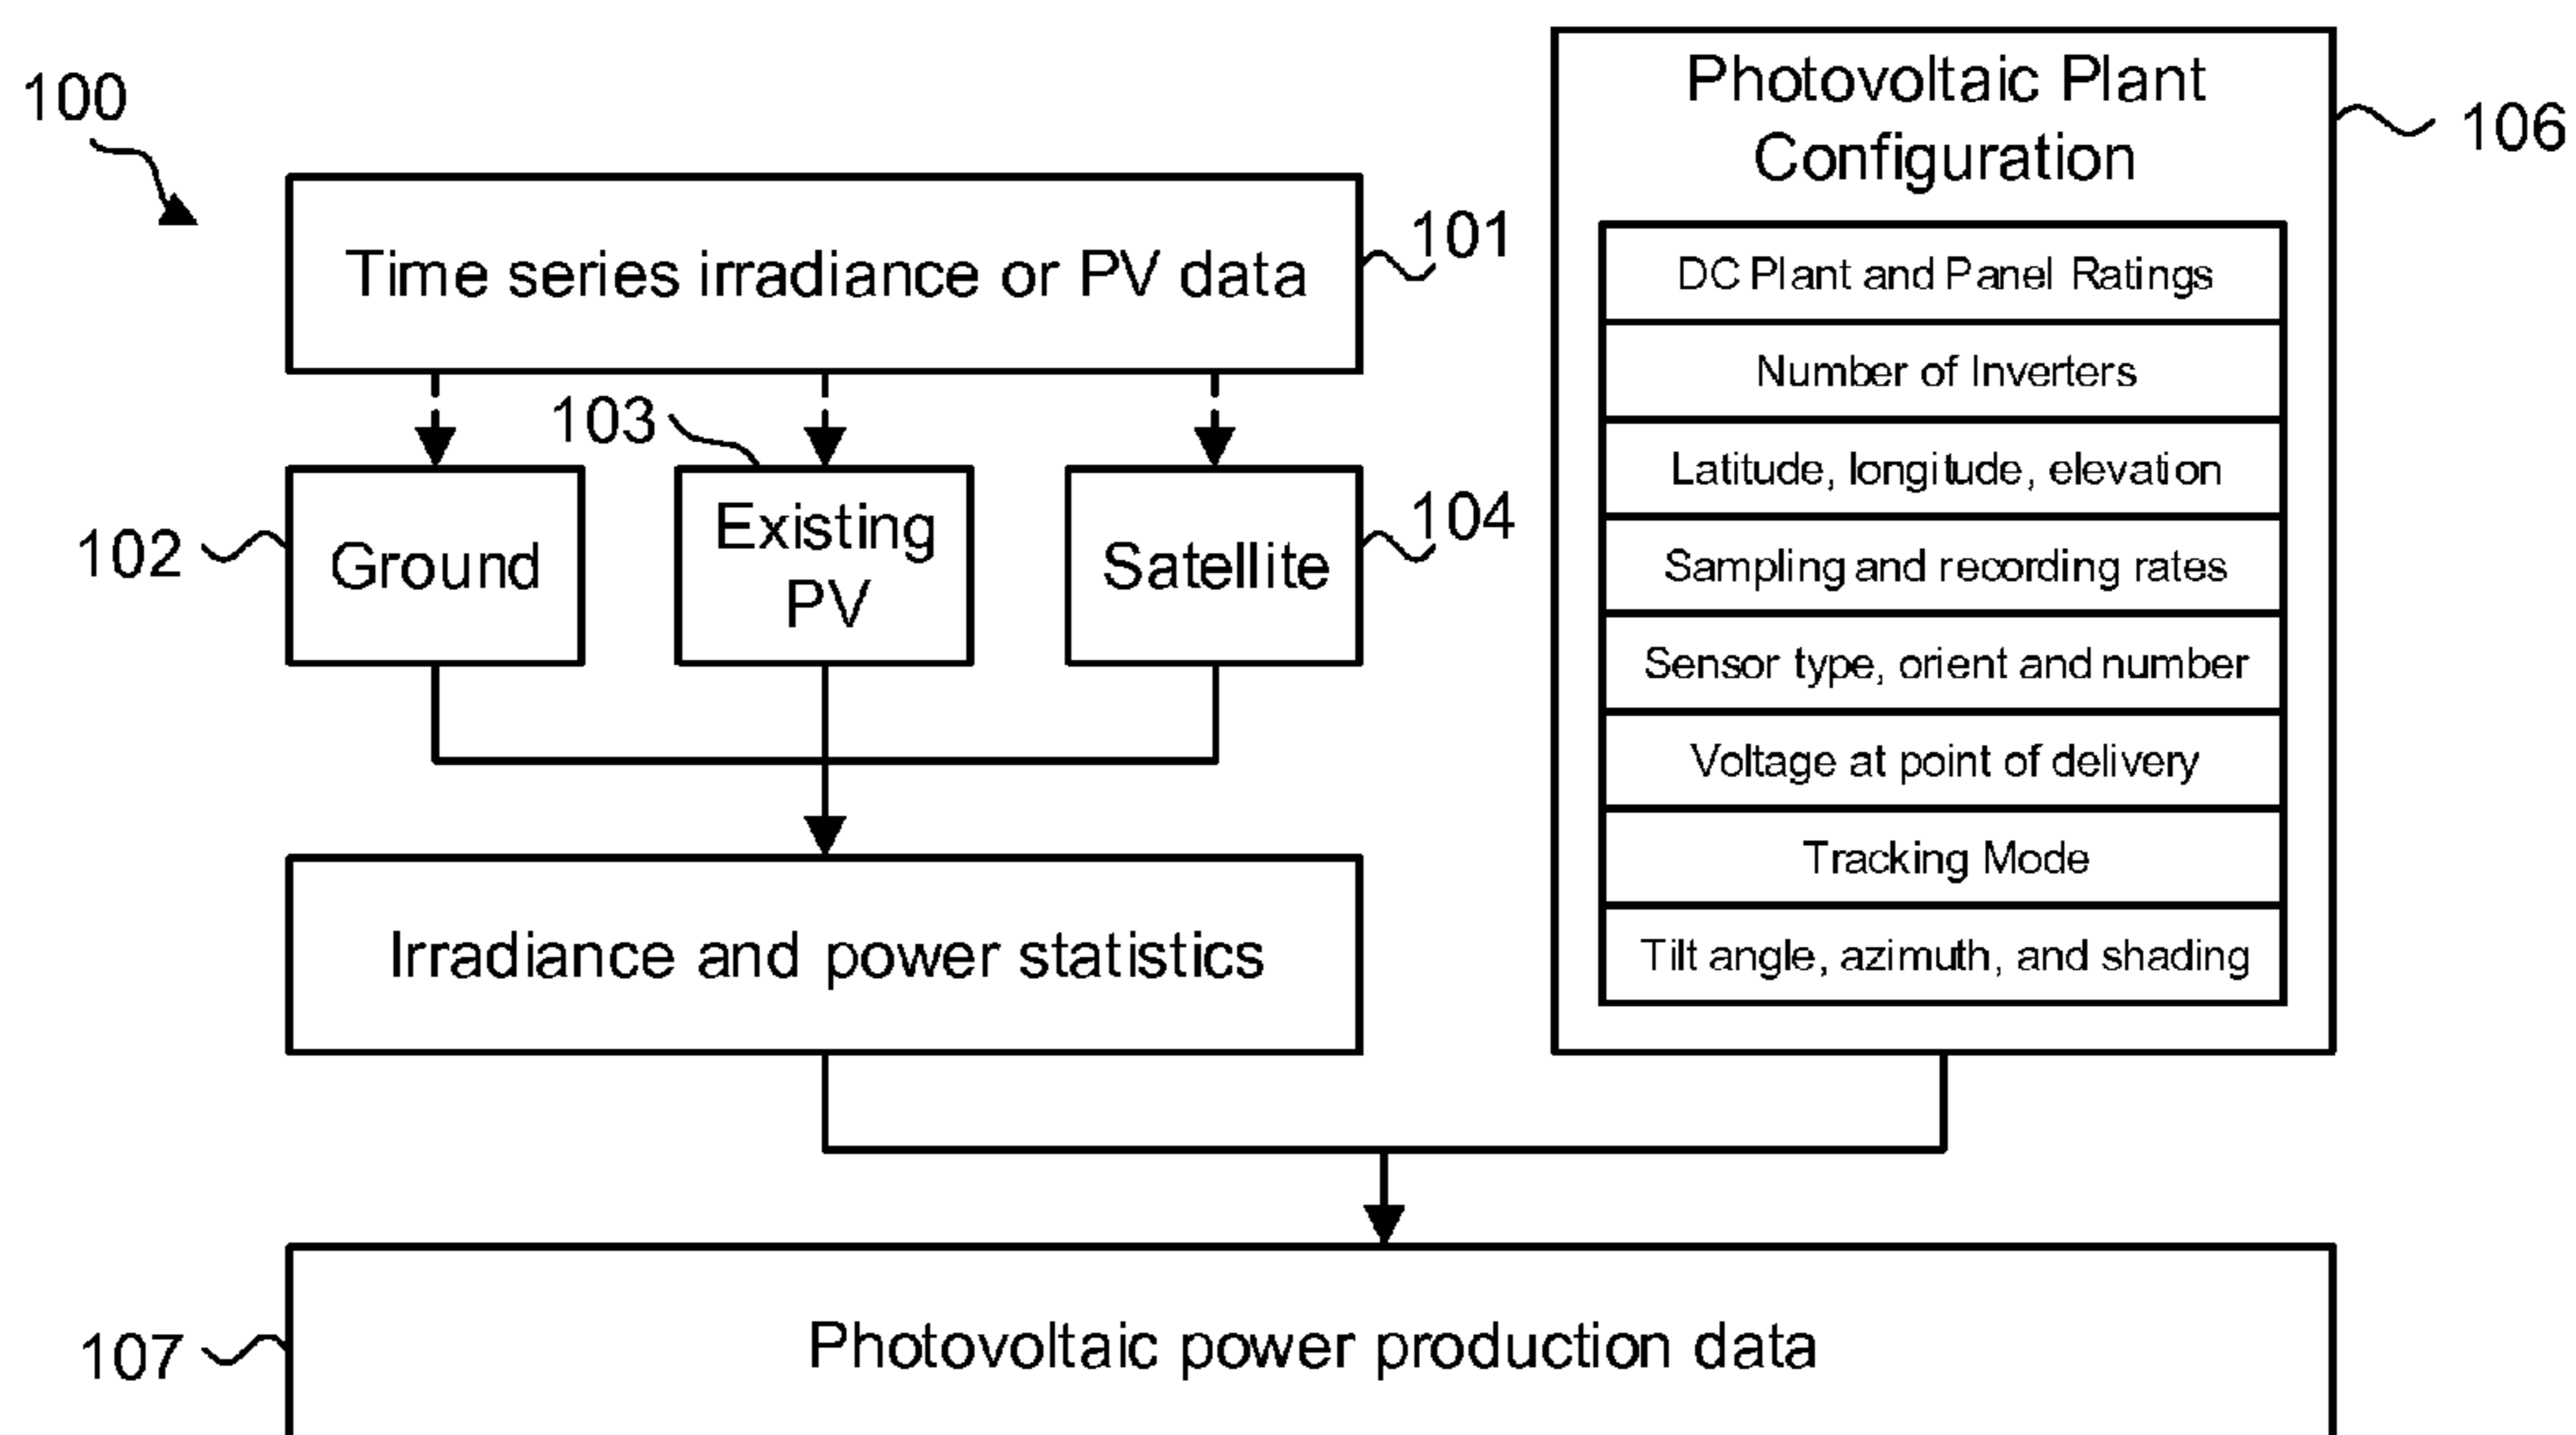 100
Time series irradiance or PV data
101
103
102
Ground
Existing
PV
Satellite
104
Irradiance and power statistics
Photovoltaic Plant
Configuration
106
DC Plant and Panel Ratings
Number of Inverters
Latitude, longitude, elevation
Sampling and recording rates
Sensor type, orient and number
Voltage at point of delivery
Tracking Mode
Tilt angle, azimuth, and shading
107
Photovoltaic power production data